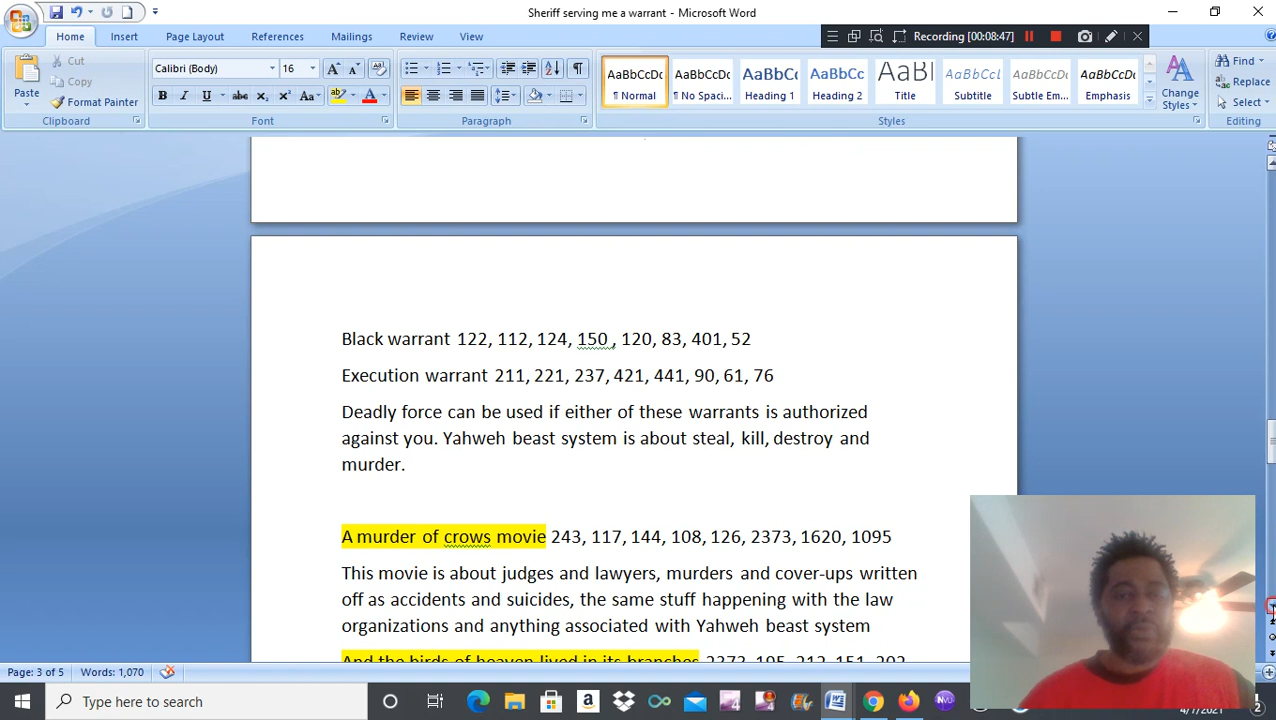 Sheriff serving me a warrant - Microsoft Word
Recording [00:08:47]
Home Insert Page Layout References Mailings Review View
Cut
Copy
Format Painter
Paste
Calibri (Body) 16
AaBbCcDc AaBbCcDc AaBbCc AaBbCc AaBl AaBbCcL AaBbCcDc AaBbCcDc
¶ Normal ¶ No Spaci... Heading 1 Heading 2 Title Subtitle Subtle Em... Emphasis
Change Styles
Find
Replace
Select
Clipboard Font Paragraph Styles Editing
Black warrant 122, 112, 124, 150 , 120, 83, 401, 52
Execution warrant 211, 221, 237, 421, 441, 90, 61, 76
Deadly force can be used if either of these warrants is authorized
against you. Yahweh beast system is about steal, kill, destroy and
murder.
A murder of crows movie 243, 117, 144, 108, 126, 2373, 1620, 1095
This movie is about judges and lawyers, murders and cover-ups written
off as accidents and suicides, the same stuff happening with the law
organizations and anything associated with Yahweh beast system
And the birds of heaven lived in its branches 2373, 195, 212, 151, 202
Page: 3 of 5 Words: 1,070
Type here to search
4/7/2021